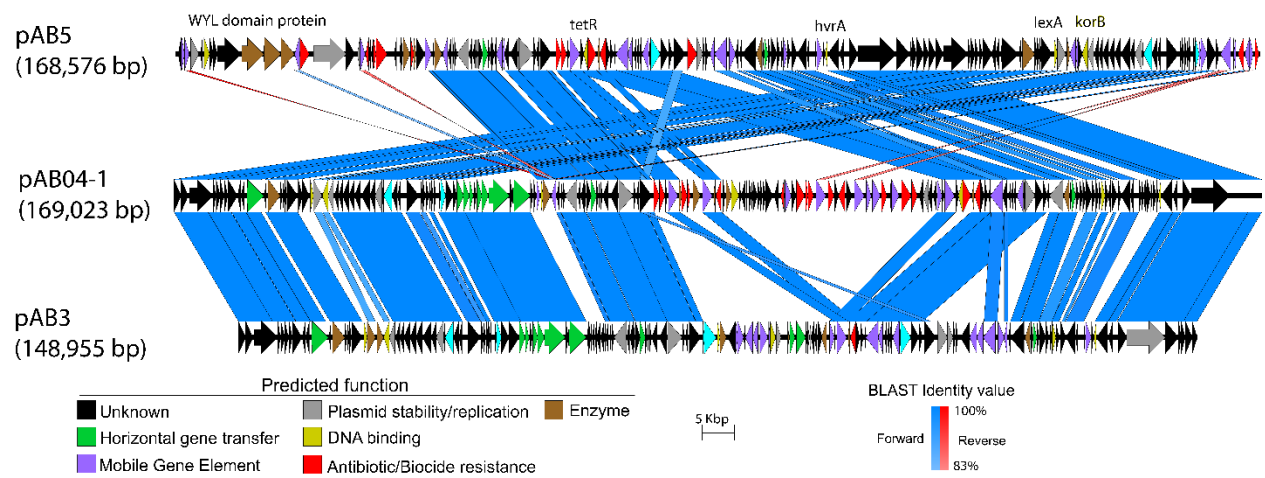 WYL domain protein
tetR
hvrA
lexA
korB
pAB5
(168,576 bp)
pAB04-1
(169,023 bp)
pAB3
(148,955 bp)
Predicted function
Unknown
Plasmid stability/replication
Enzyme
Horizontal gene transfer
DNA binding
Mobile Gene Element
Antibiotic/Biocide resistance
5 Kbp
BLAST Identity value
100%
Forward
Reverse
83%